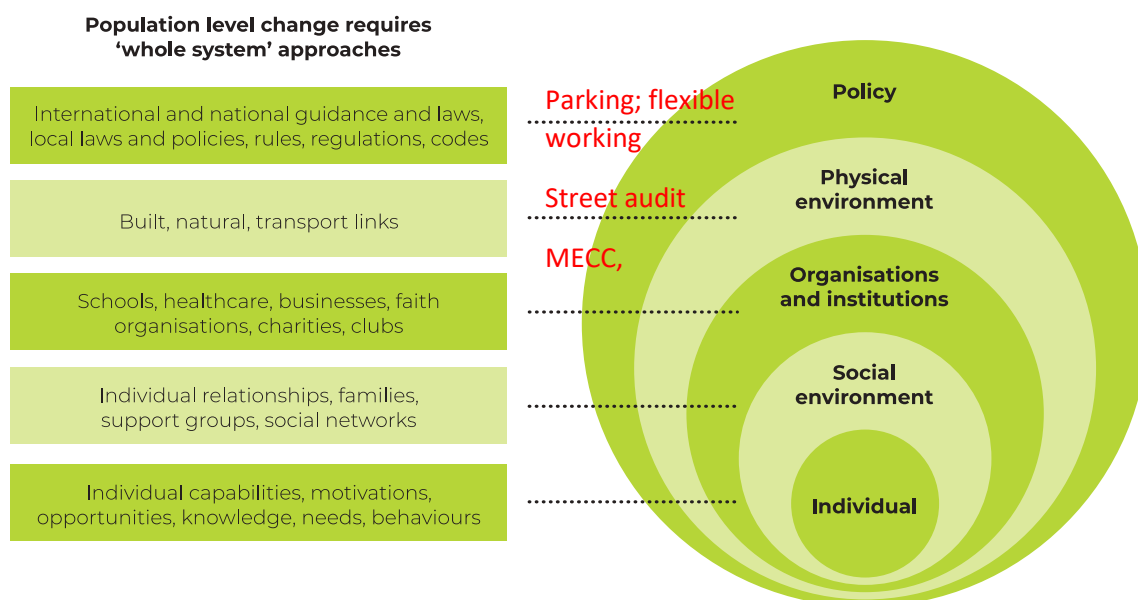 Population level change requires
‘whole system’ approaches
International and national guidance and laws,
local laws and policies, rules, regulations, codes
Built, natural, transport links
Schools, healthcare, businesses, faith
organisations, charities, clubs
Individual relationships, families,
support groups, social networks
Individual capabilities, motivations,
opportunities, knowledge, needs, behaviours
Parking; flexible
working
Street audit
MECC,
Policy
Physical
environment
Organisations
and institutions
Social
environment
Individual